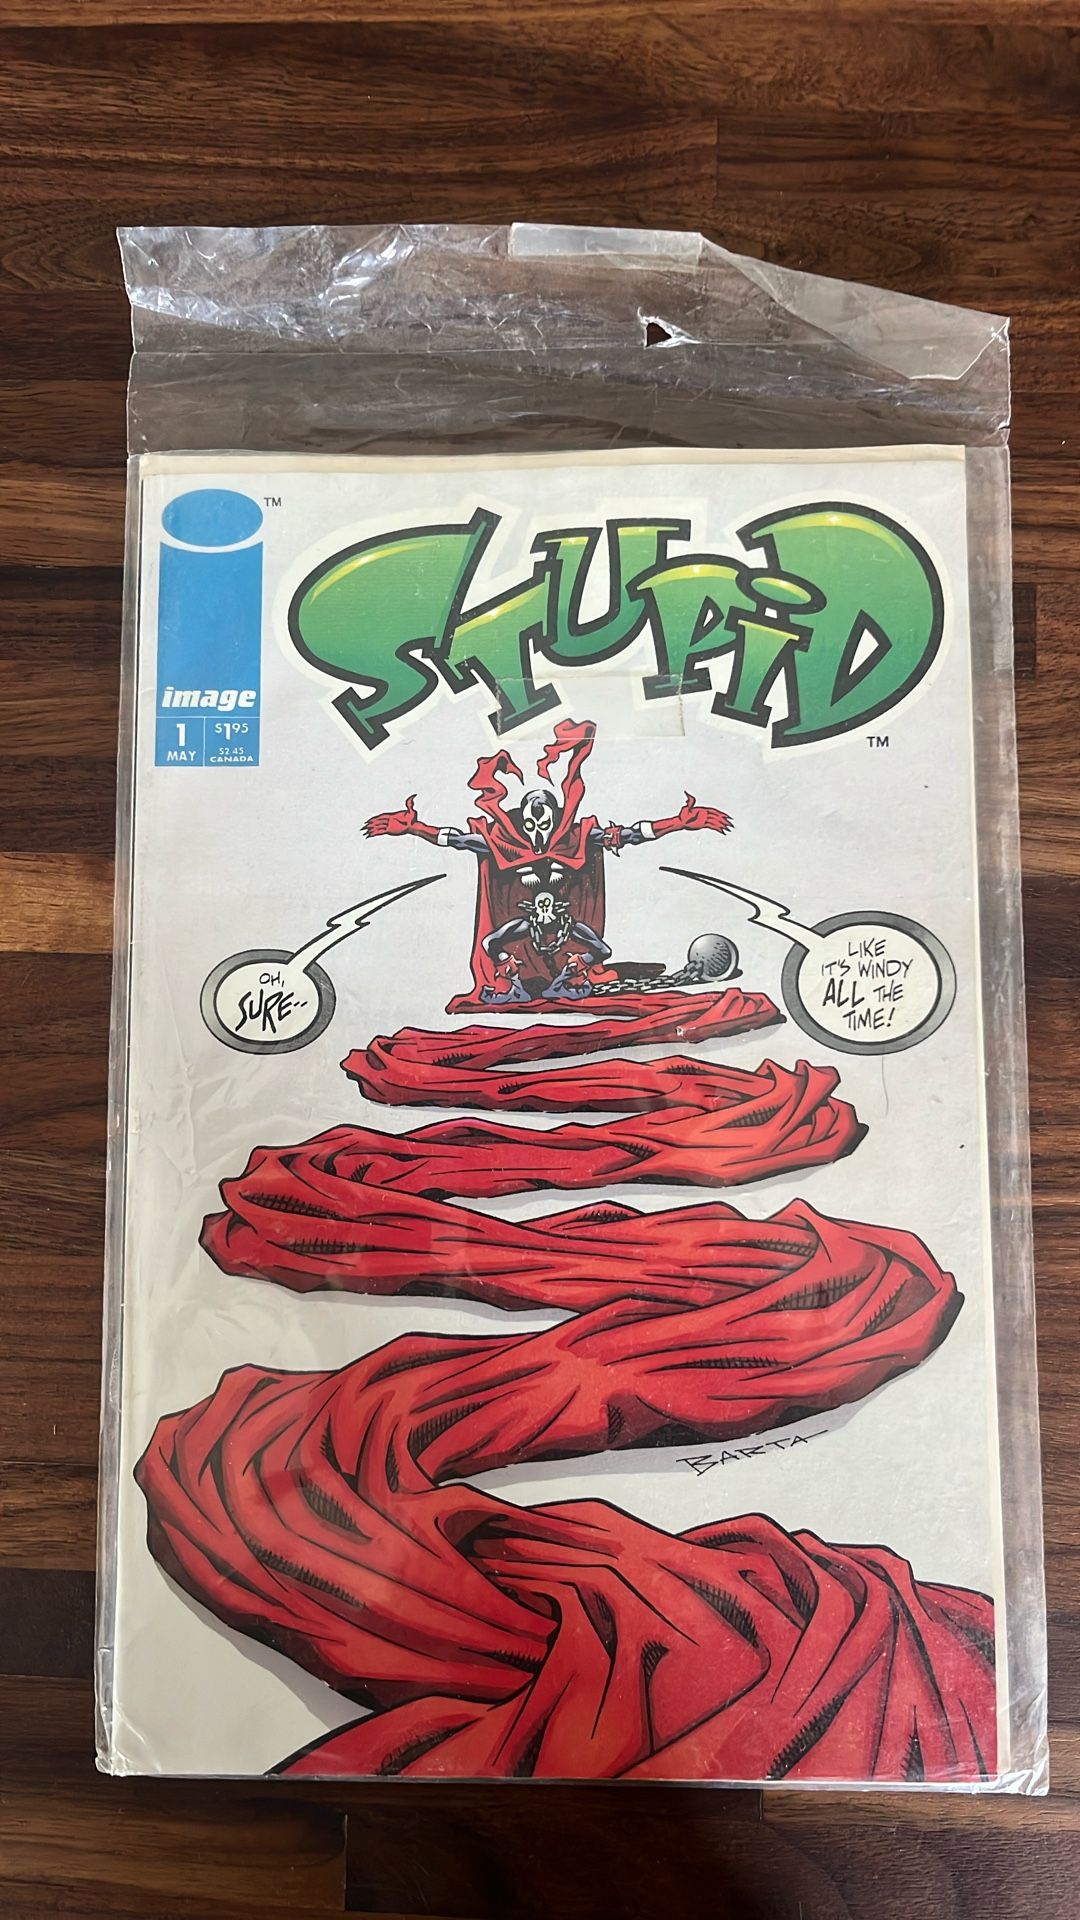 TM
STUPID
TM
image
1
MAY
$1.95
$2.45
CANADA
OH,
SURE--
LIKE
IT'S WINDY
ALL THE
TIME!
BARTA